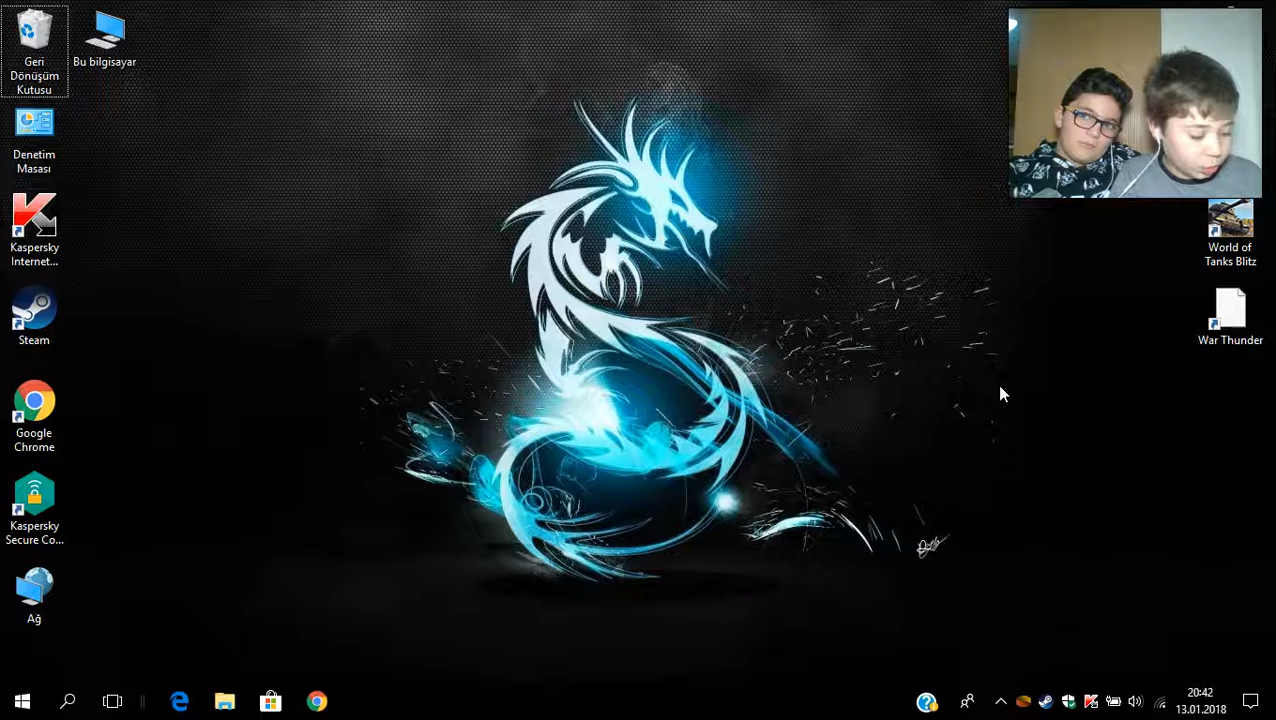 Geri
Dönüşüm
Kutusu
Bu bilgisayar
Denetim
Masası
Kaspersky
Internet...
Steam
Google
Chrome
Kaspersky
Secure Co...
Ağ
World of
Tanks Blitz
War Thunder
20:42
13.01.2018